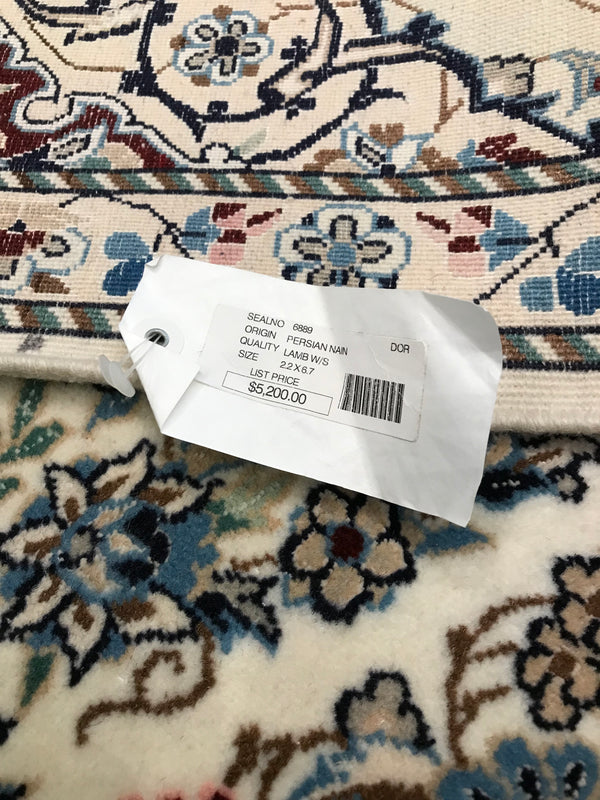 SEALNO 6889
ORIGIN PERSIAN NAIN DOR
QUALITY LAMB W/S
SIZE 2.2 X 6.7
LIST PRICE
$5,200.00